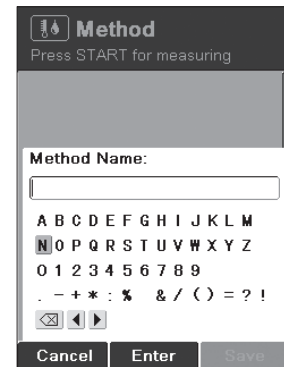 Method
Press START for measuring
Method Name:
A B C D E F G H I J K L M
N O P Q R S T U V W X Y Z
0 1 2 3 4 5 6 7 8 9
. - + * : % & / ( ) = ? !
Cancel Enter Save